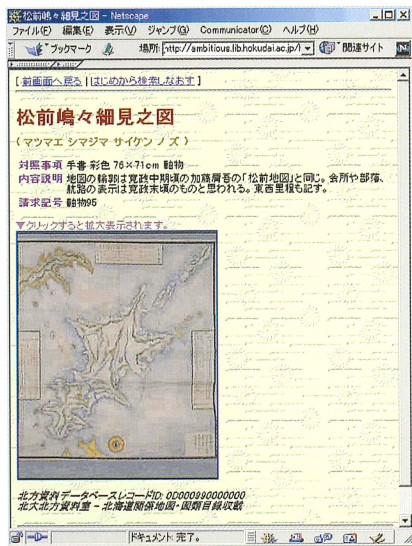 松前嶋々細見之図 - Netscape
ファイル(F) 編集(E) 表示(V) ジャンプ(G) Communicator(C) ヘルプ(H)
ブックマーク 場所: http://ambitious.lib.hokudai.ac.jp/ 関連サイト
[ 前画面へ戻る | はじめから検索しなおす ]
松前嶋々細見之図
( マツマエ シマジマ サイケン ノ ズ )
対照事項 手書 彩色 76×71cm 軸物
内容説明 地図の輪郭は寛政中期頃の加藤肩吾の「松前地図」と同じ。会所や部落、
航路の表示は寛政末頃のものと思われる。東西里程も記す。
請求記号 軸物95
▼クリックすると拡大表示されます。
北方資料データベースレコードID: 0D000990000000
北大北方資料室 - 北海道関係地図・図類目録収載
ドキュメント: 完了。